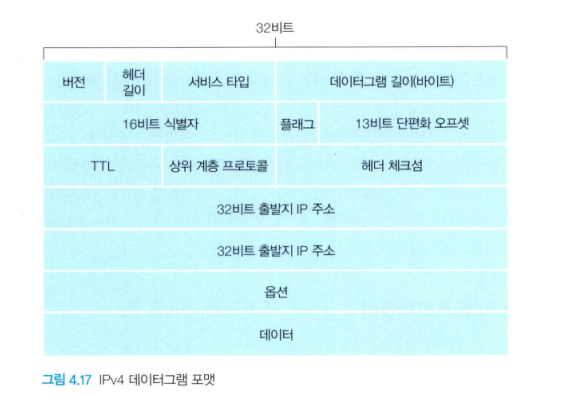 32비트
버전 헤더 길이 서비스 타입 데이터그램 길이(바이트)
16비트 식별자 플래그 13비트 단편화 오프셋
TTL 상위 계층 프로토콜 헤더 체크섬
32비트 출발지 IP 주소
32비트 출발지 IP 주소
옵션
데이터
그림 4.17 IPv4 데이터그램 포맷